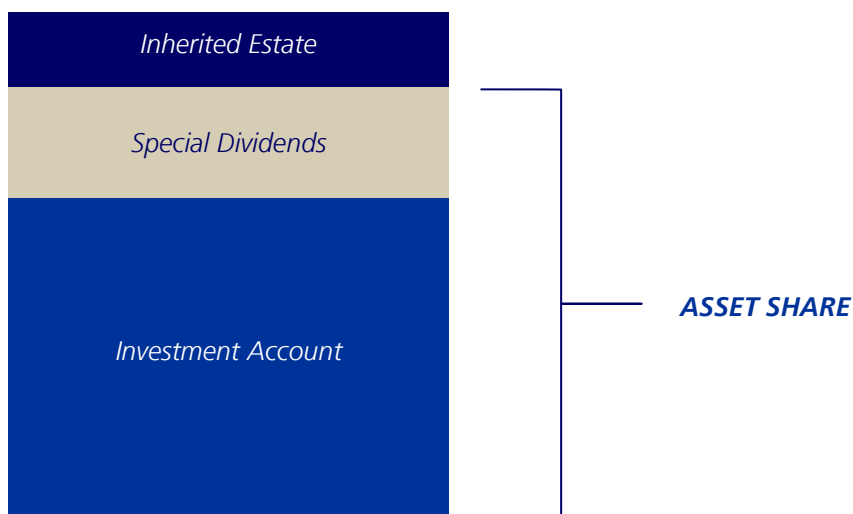 Inherited Estate
Special Dividends
ASSET SHARE
Investment Account